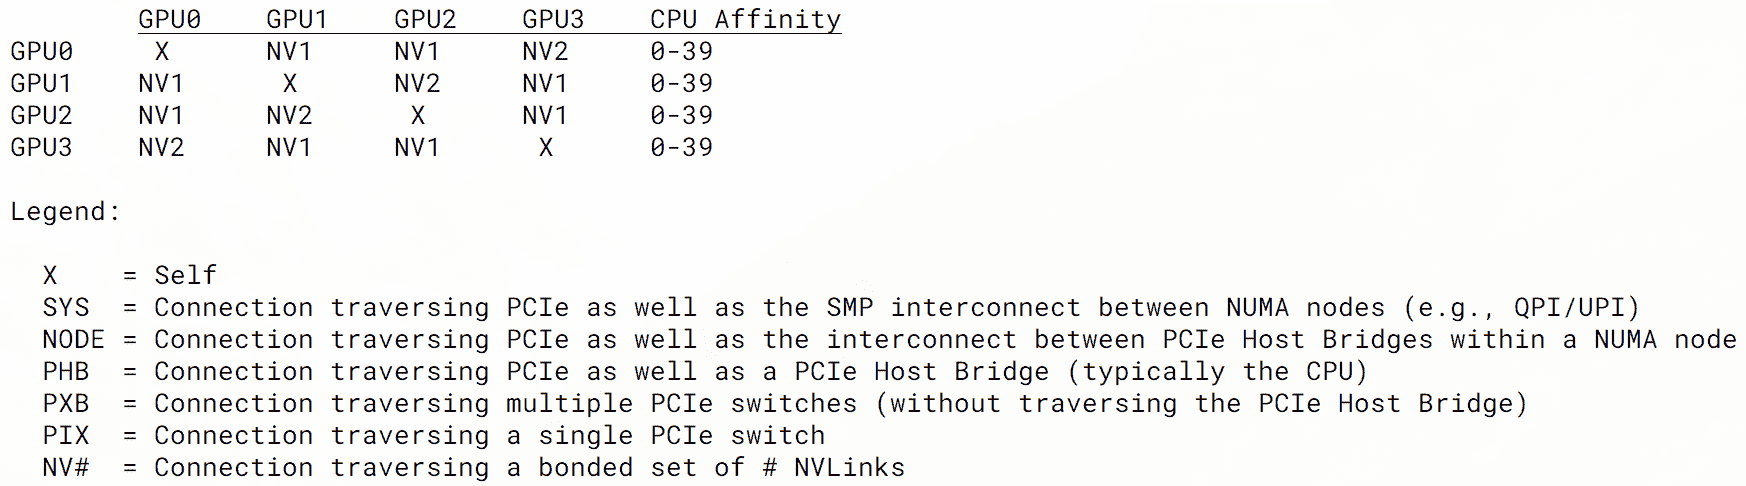 GPU0 GPU1 GPU2 GPU3 CPU Affinity
GPU0 X NV1 NV1 NV2 0-39
GPU1 NV1 X NV2 NV1 0-39
GPU2 NV1 NV2 X NV1 0-39
GPU3 NV2 NV1 NV1 X 0-39
Legend:
X = Self
SYS = Connection traversing PCIe as well as the SMP interconnect between NUMA nodes (e.g., QPI/UPI)
NODE = Connection traversing PCIe as well as the interconnect between PCIe Host Bridges within a NUMA node
PHB = Connection traversing PCIe as well as a PCIe Host Bridge (typically the CPU)
PXB = Connection traversing multiple PCIe switches (without traversing the PCIe Host Bridge)
PIX = Connection traversing a single PCIe switch
NV# = Connection traversing a bonded set of # NVLinks